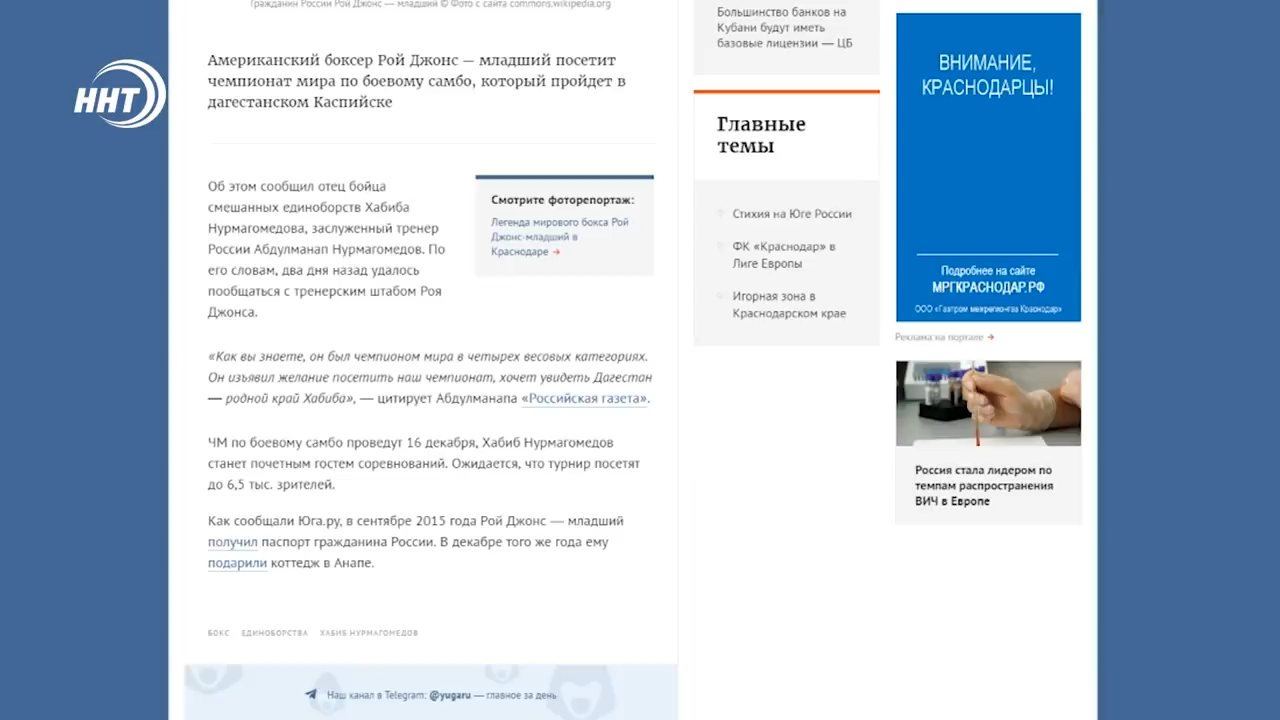 Гражданин России Рой Джонс — младший © Фото с сайта commons.wikipedia.org
ННТ
Американский боксер Рой Джонс — младший посетит
чемпионат мира по боевому самбо, который пройдет в
дагестанском Каспийске
Об этом сообщил отец бойца
смешанных единоборств Хабиба
Нурмагомедова, заслуженный тренер
России Абдулманап Нурмагомедов. По
его словам, два дня назад удалось
пообщаться с тренерским штабом Роя
Джонса.
Смотрите фоторепортаж:
Легенда мирового бокса Рой
Джонс-младший в
Краснодаре →
«Как вы знаете, он был чемпионом мира в четырех весовых категориях.
Он изъявил желание посетить наш чемпионат, хочет увидеть Дагестан
— родной край Хабиба», — цитирует Абдулманапа «Российская газета».
ЧМ по боевому самбо проведут 16 декабря, Хабиб Нурмагомедов
станет почетным гостем соревнований. Ожидается, что турнир посетят
до 6,5 тыс. зрителей.
Как сообщали Юга.ру, в сентябре 2015 года Рой Джонс — младший
получил паспорт гражданина России. В декабре того же года ему
подарили коттедж в Анапе.
БОКС ЕДИНОБОРСТВА ХАБИБ НУРМАГОМЕДОВ
Наш канал в Telegram: @yugaru — главное за день
Большинство банков на
Кубани будут иметь
базовые лицензии — ЦБ
Главные
темы
Стихия на Юге России
ФК «Краснодар» в
Лиге Европы
Игорная зона в
Краснодарском крае
ВНИМАНИЕ,
КРАСНОДАРЦЫ!
Подробнее на сайте
МРГКРАСНОДАР.РФ
ООО «Газпром межрегионгаз Краснодар»
Реклама на портале →
Россия стала лидером по
темпам распространения
ВИЧ в Европе